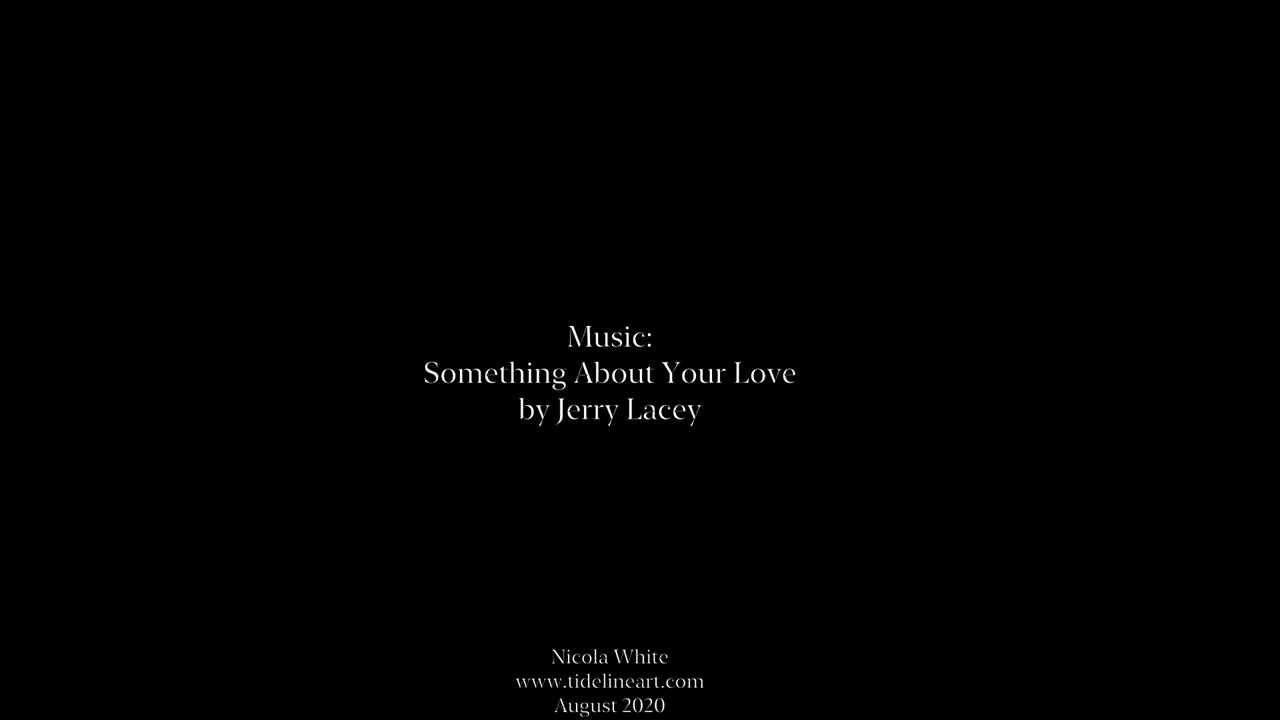 Music:
Something About Your Love
by Jerry Lacey
Nicola White
www.tidelineart.com
August 2020